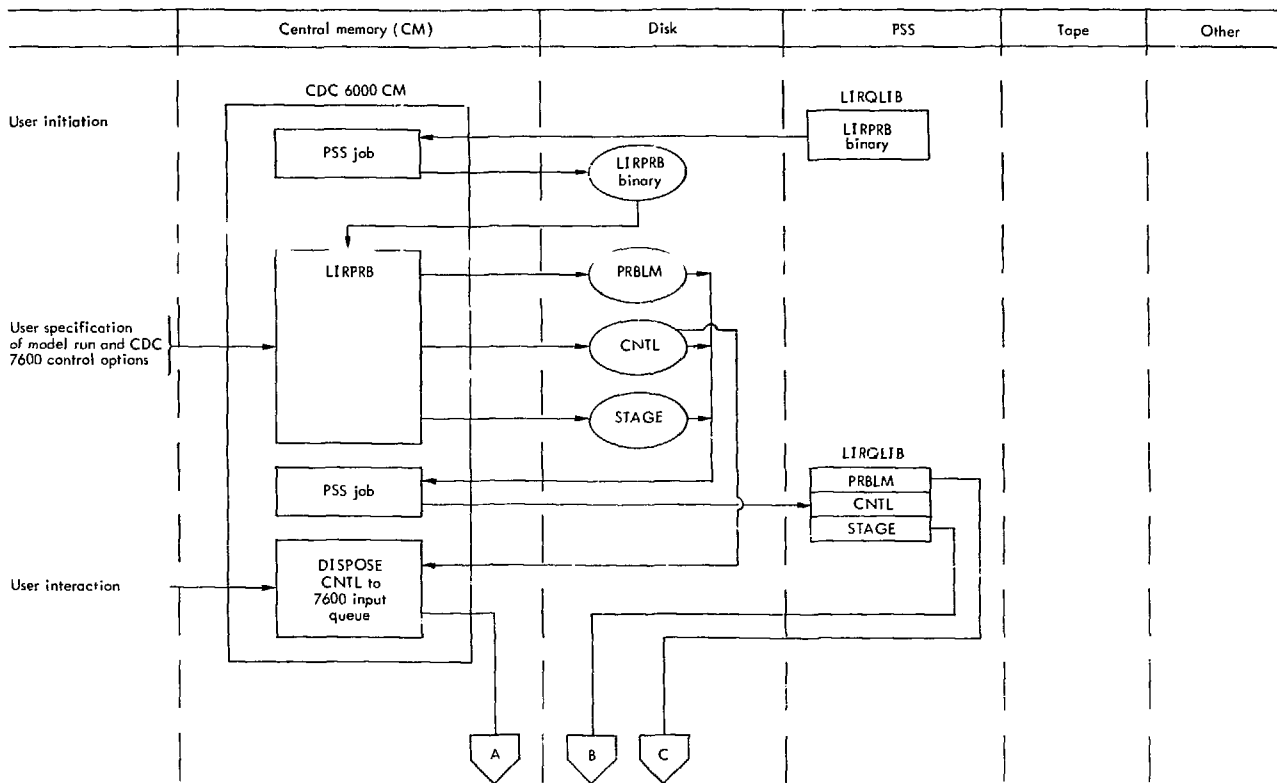 Central memory (CM)
Disk
PSS
Tape
Other
CDC 6000 CM
LIRQLIB
User initiation
PSS job
LIRPRB
binary
LIRPRB
binary
LIRPRB
PRBLM
User specification
of model run and CDC
7600 control options
CNTL
STAGE
LIRQLIB
PSS job
PRBLM
CNTL
STAGE
User interaction
DISPOSE
CNTL to
7600 input
queue
A
B
C